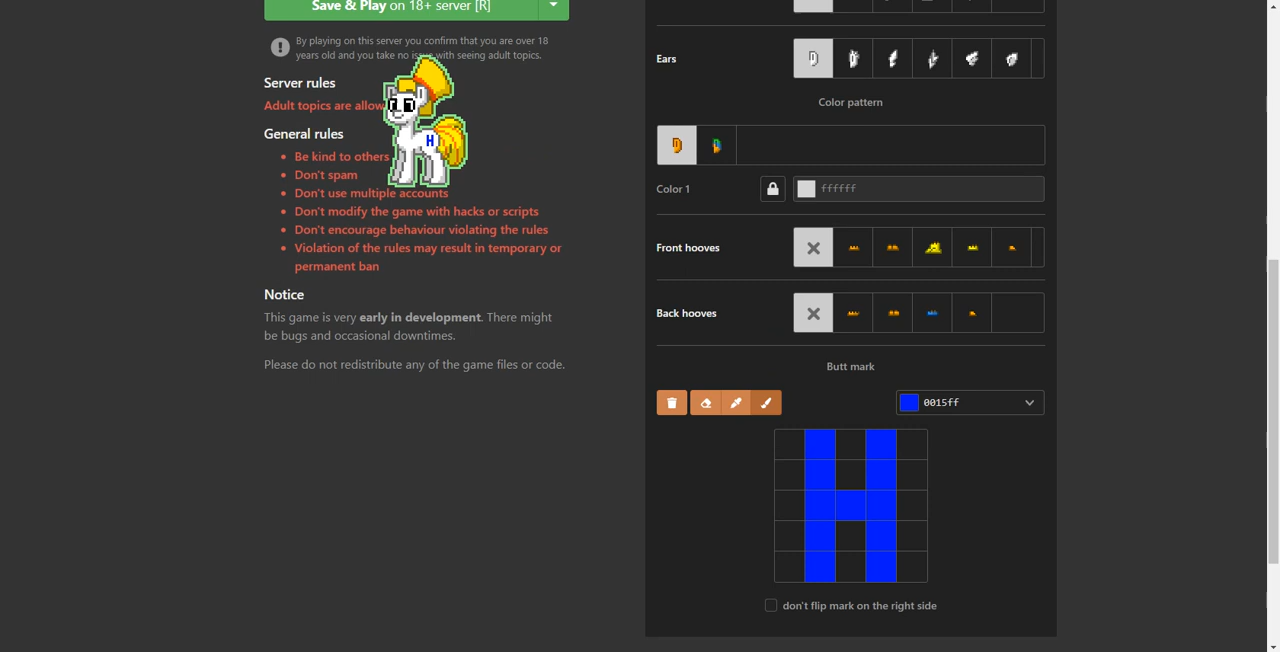 Save & Play on 18+ server [R]
By playing on this server you confirm that you are over 18
years old and you take no issue with seeing adult topics.
Server rules
Adult topics are allow
General rules
Be kind to others
Don't spam
Don't use multiple accounts
Don't modify the game with hacks or scripts
Don't encourage behaviour violating the rules
Violation of the rules may result in temporary or
permanent ban
Notice
This game is very early in development. There might
be bugs and occasional downtimes.
Please do not redistribute any of the game files or code.
H
Ears
Color pattern
Color 1
ffffff
Front hooves
Back hooves
Butt mark
0015ff
H
don't flip mark on the right side